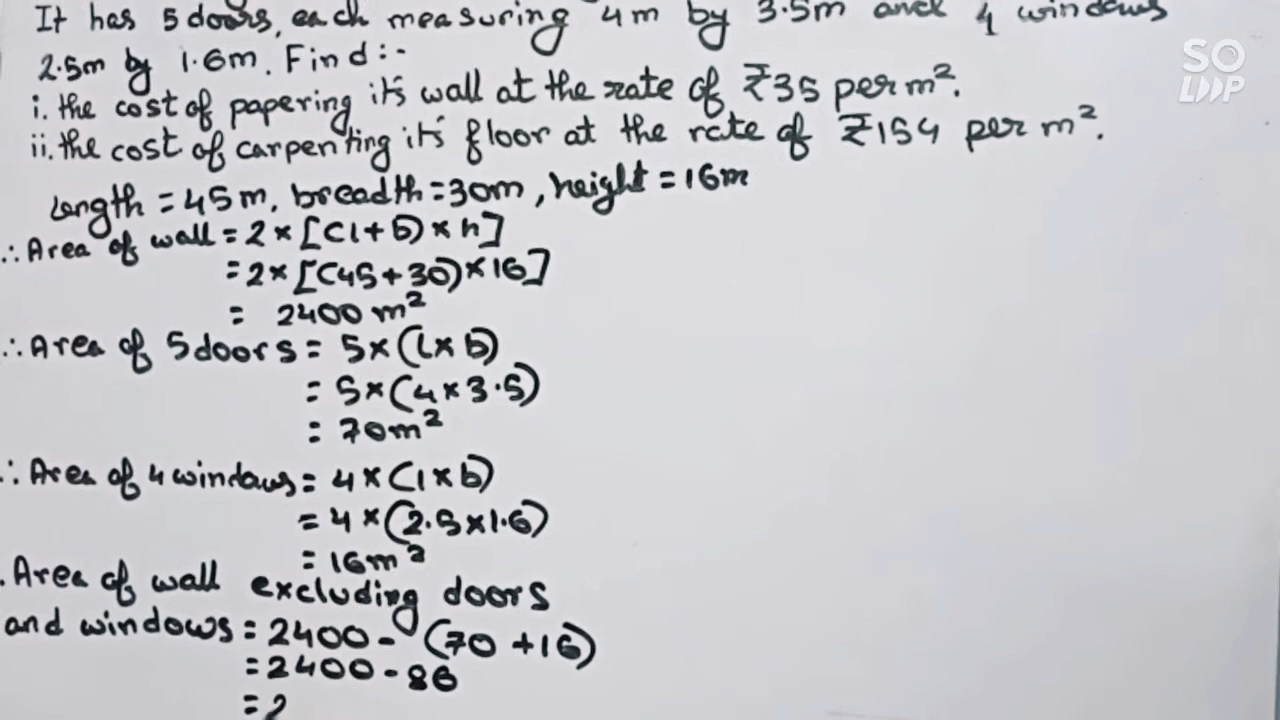 It has 5 doors, each measuring 4m by 3.5m and 4 windows
2.5m by 1.6m. Find :-
i. the cost of papering it's wall at the rate of ₹35 per m².
ii. the cost of carpenting it's floor at the rate of ₹154 per m².
Length = 45m, breadth = 30m, height = 16m
∴ Area of wall = 2 × [(l + b) × h]
= 2 × [(45 + 30) × 16]
= 2400 m²
∴ Area of 5 doors = 5 × (l × b)
= 5 × (4 × 3.5)
= 70m²
∴ Area of 4 windows = 4 × (l × b)
= 4 × (2.5 × 1.6)
= 16m²
. Area of wall excluding doors
and windows = 2400 - (70 + 16)
= 2400 - 86
= 2
SO
LDP